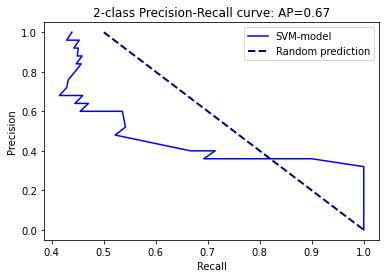 2-class Precision-Recall curve: AP=0.67
SVM-model
Random prediction
Precision
1.0
0.8
0.6
0.4
0.2
0.0
0.4 0.5 0.6 0.7 0.8 0.9 1.0
Recall